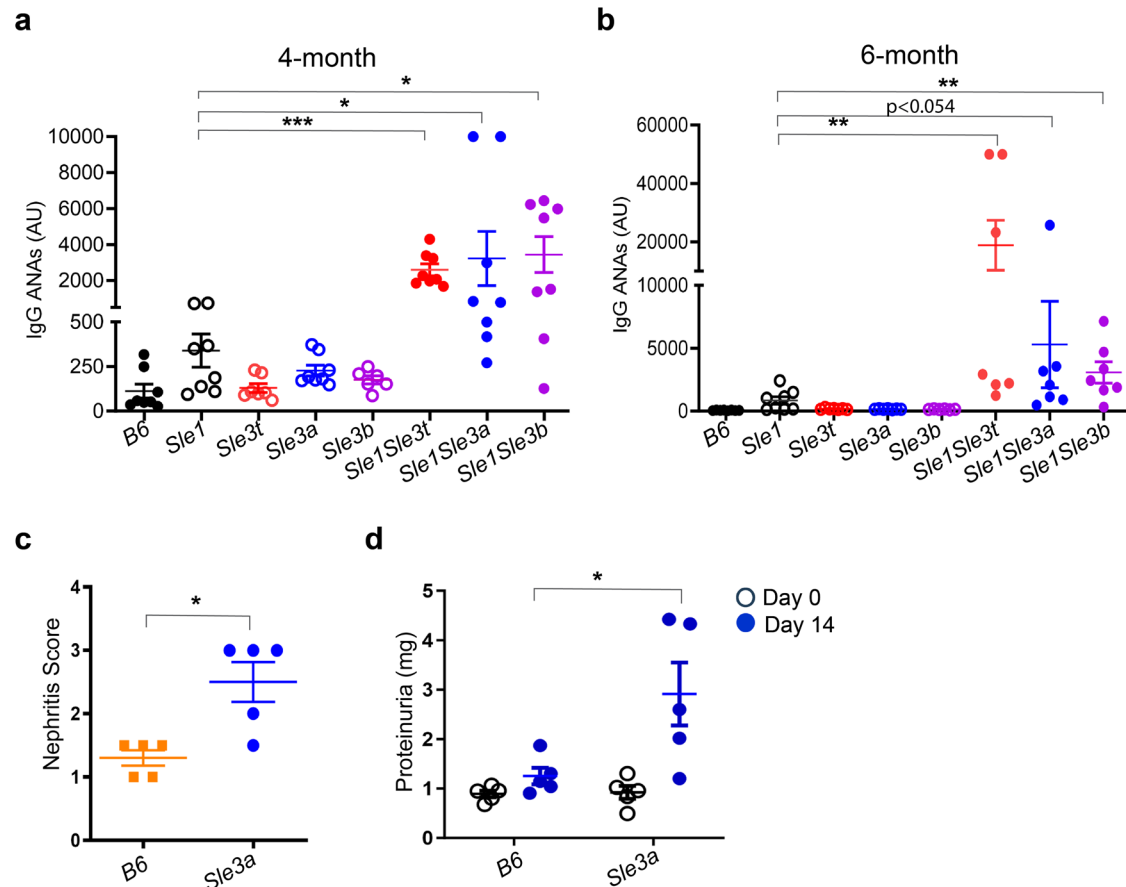 a
4-month
*
*
***
IgG ANAs (AU)
10000
8000
6000
4000
2000
500
250
0
B6
Sle1
Sle3t
Sle3a
Sle3b
Sle1Sle3t
Sle1Sle3a
Sle1Sle3b
b
6-month
**
p<0.054
**
IgG ANAs (AU)
60000
40000
20000
10000
5000
0
B6
Sle1
Sle3t
Sle3a
Sle3b
Sle1Sle3t
Sle1Sle3a
Sle1Sle3b
c
*
Nephritis Score
4
3
2
1
0
B6
Sle3a
d
*
Proteinuria (mg)
5
4
3
2
1
0
B6
Sle3a
Day 0
Day 14